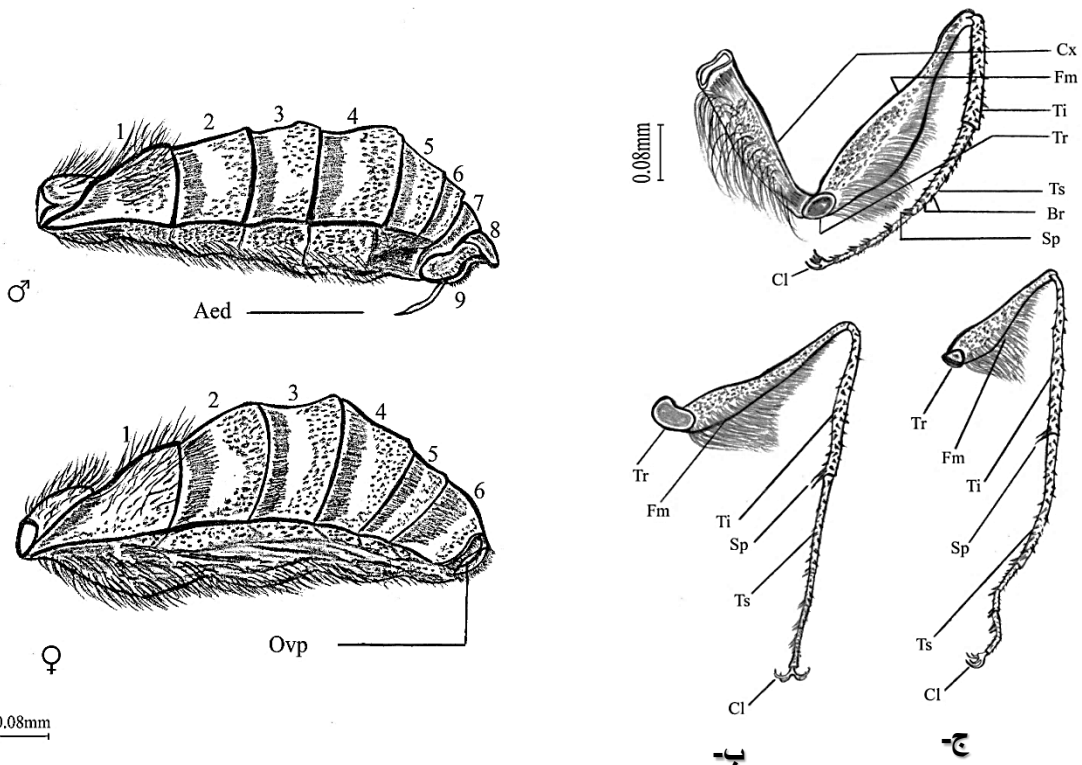 1
2
3
4
5
6
7
8
9
♂
Aed
1
2
3
4
5
6
Ovp
♀
0.08mm
0.08mm
Cx
Fm
Ti
Tr
Ts
Br
Sp
Cl
Tr
Fm
Ti
Sp
Ts
Cl
ب-
Tr
Fm
Ti
Sp
Ts
Cl
ج-